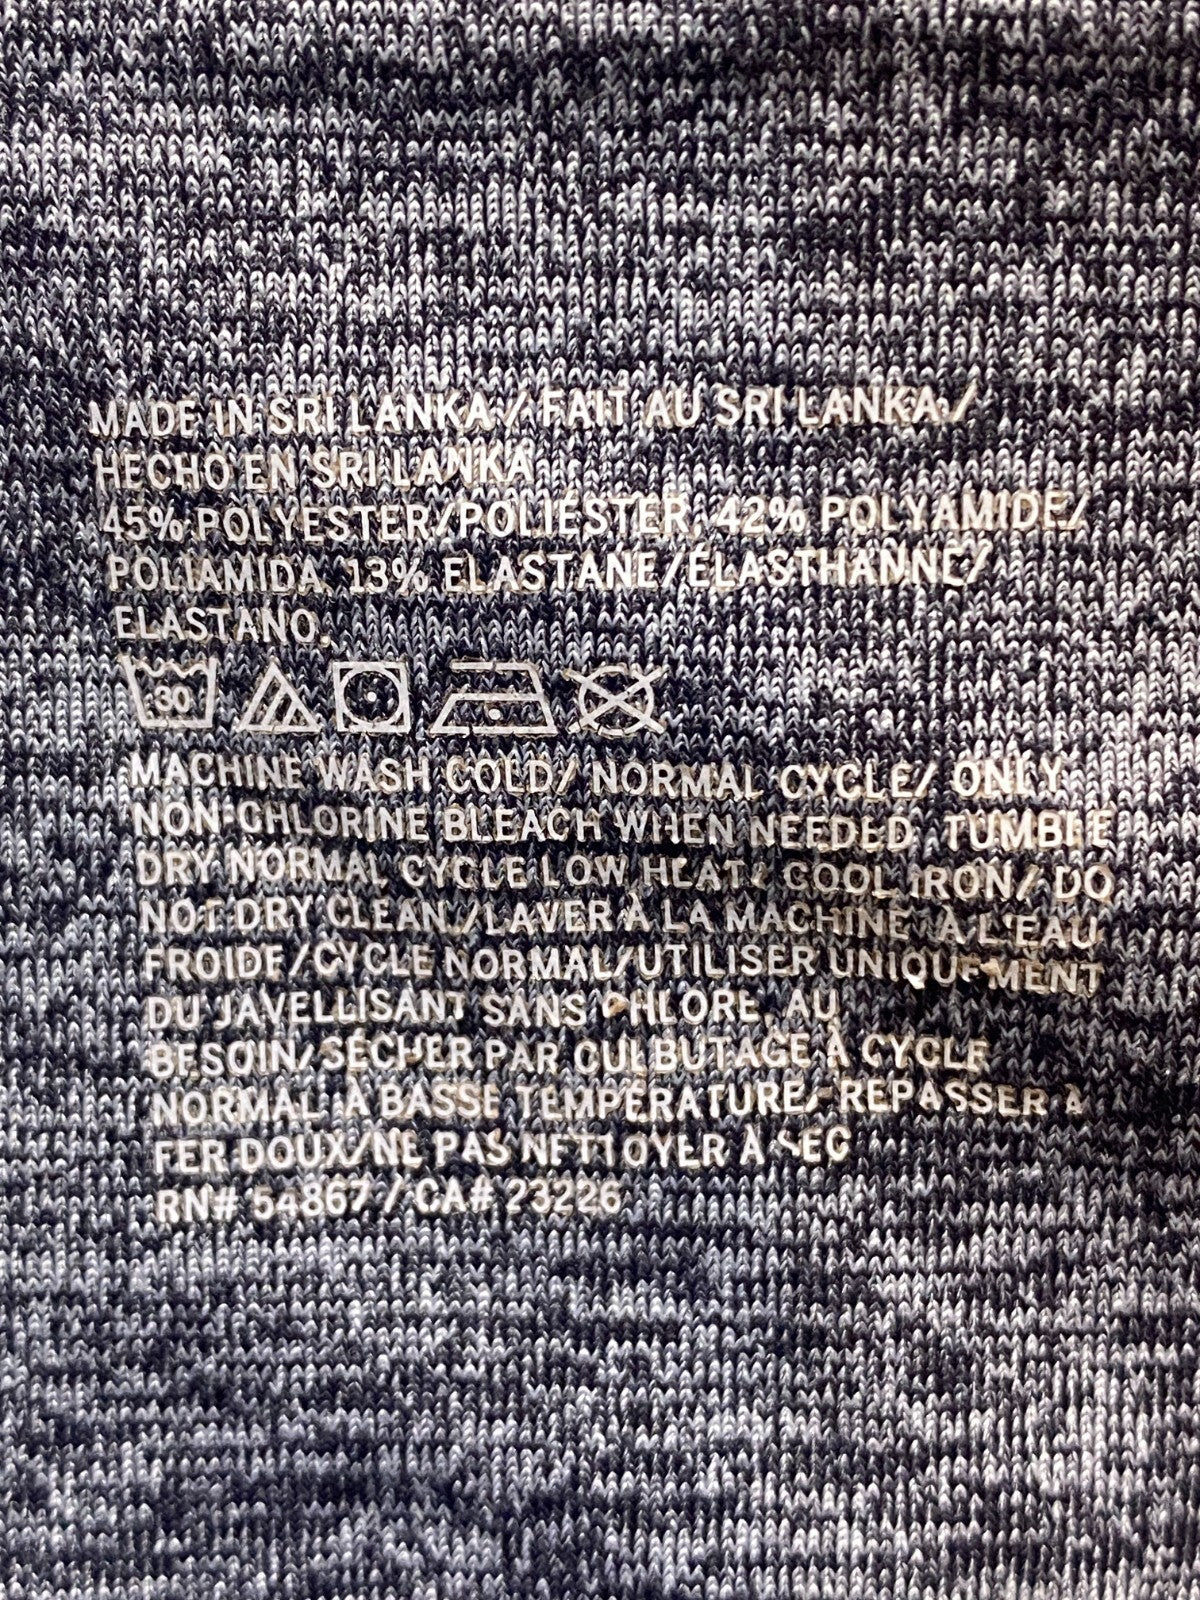 MADE IN SRI LANKA / FAIT AU SRI LANKA /
HECHO EN SRI LANKA
45% POLYESTER/POLIÉSTER, 42% POLYAMIDE/
POLIAMIDA, 13% ELASTANE/ÉLASTHANNE/
ELASTANO.
30
MACHINE WASH COLD/ NORMAL CYCLE/ ONLY
NON-CHLORINE BLEACH WHEN NEEDED, TUMBLE
DRY NORMAL CYCLE LOW HEAT/ COOL IRON/ DO
NOT DRY CLEAN/LAVER À LA MACHINE À L'EAU
FROIDE/CYCLE NORMAL/UTILISER UNIQUEMENT
DU JAVELLISANT SANS CHLORE, AU
BESOIN/SÉCHER PAR CULBUTAGE À CYCLE
NORMAL À BASSE TEMPÉRATURE/ REPASSER À
FER DOUX/NE PAS NETTOYER À SEC
RN# 54867 / CA# 23226